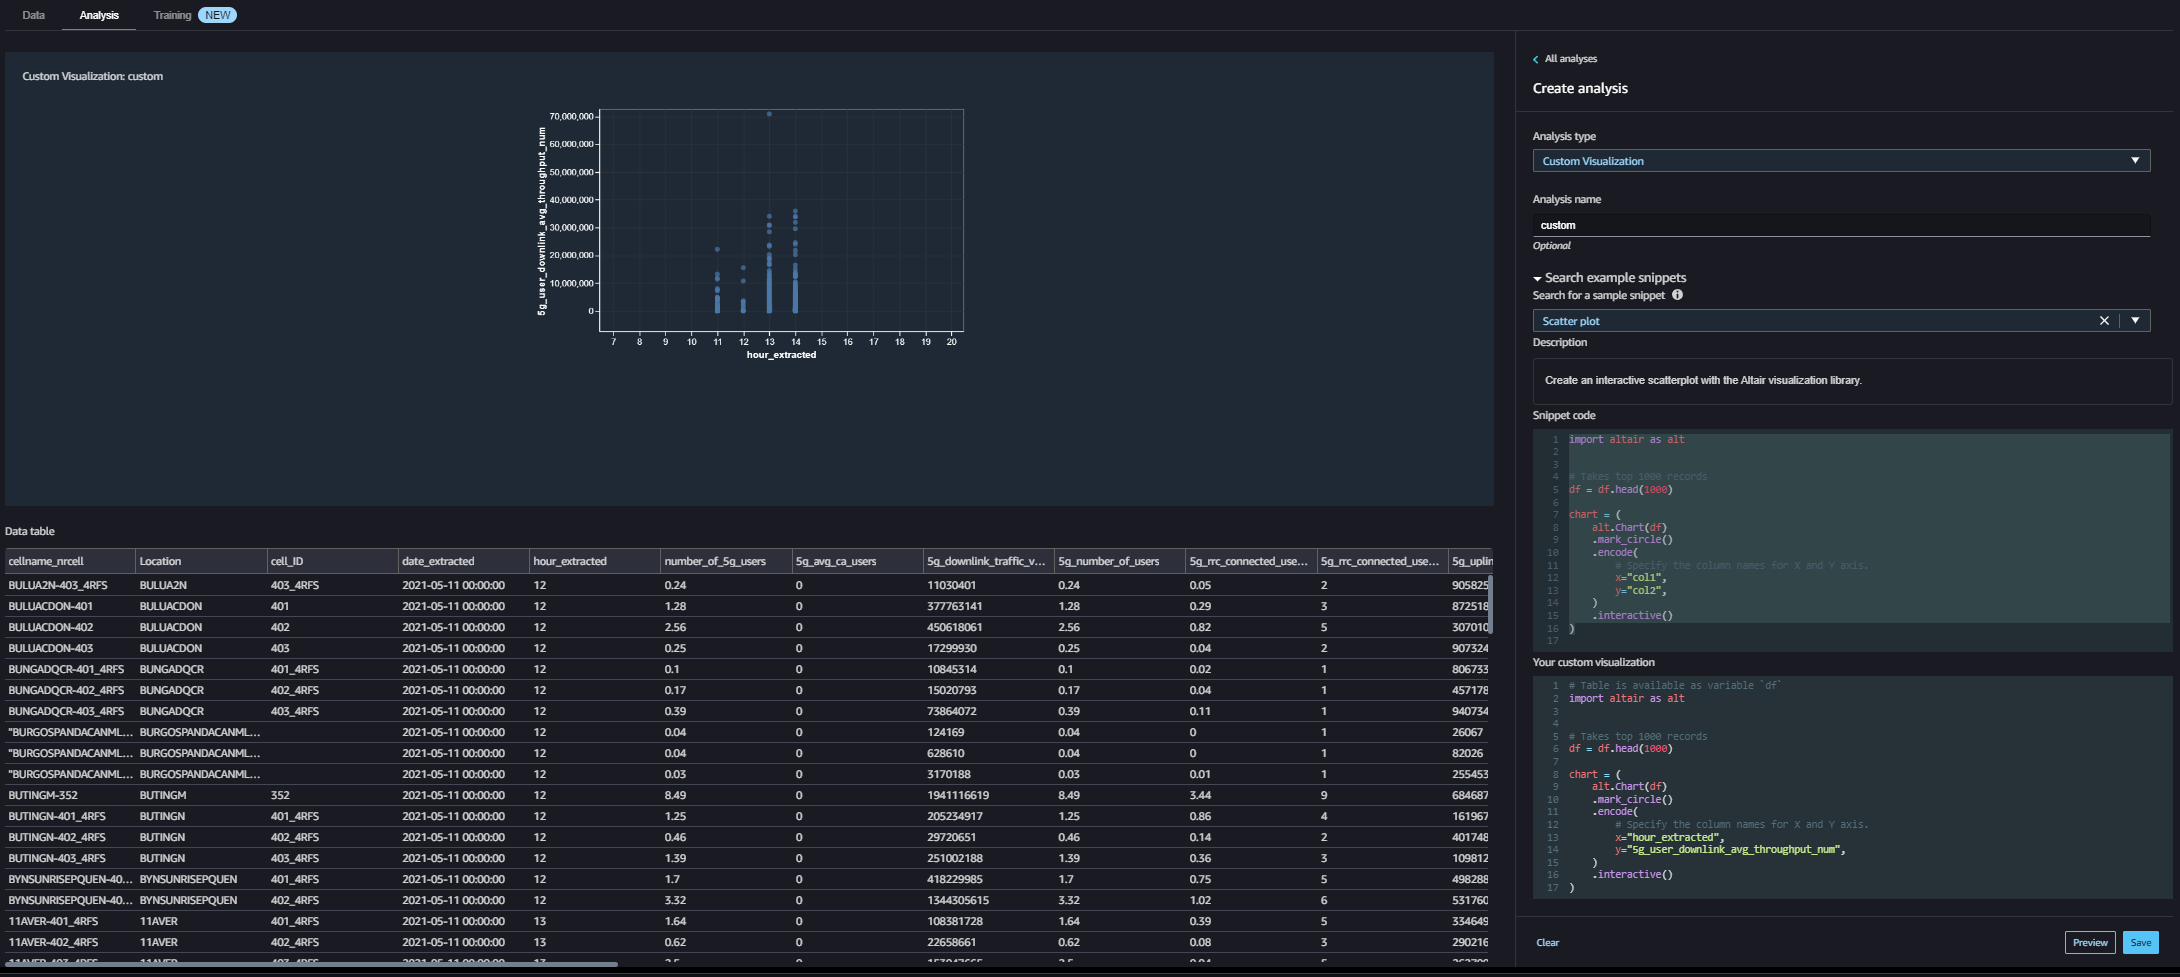 Data Analysis Training NEW
Custom Visualization: custom
5g_user_downlink_avg_throughput_num
70,000,000
60,000,000
50,000,000
40,000,000
30,000,000
20,000,000
10,000,000
0
7 8 9 10 11 12 13 14 15 16 17 18 19 20
hour_extracted
Data table
cellname_nrcell Location cell_ID date_extracted hour_extracted number_of_5g_users 5g_avg_ca_users 5g_downlink_traffic_v... 5g_number_of_users 5g_rrc_connected_use... 5g_rrc_connected_use... 5g_uplin
BULUA2N-403_4RFS BULUA2N 403_4RFS 2021-05-11 00:00:00 12 0.24 0 11030401 0.24 0.05 2 905825
BULUACDON-401 BULUACDON 401 2021-05-11 00:00:00 12 1.28 0 377763141 1.28 0.29 3 872518
BULUACDON-402 BULUACDON 402 2021-05-11 00:00:00 12 2.56 0 450618061 2.56 0.82 5 307010
BULUACDON-403 BULUACDON 403 2021-05-11 00:00:00 12 0.25 0 17299930 0.25 0.04 2 907324
BUNGADQCR-401_4RFS BUNGADQCR 401_4RFS 2021-05-11 00:00:00 12 0.1 0 10845314 0.1 0.02 1 806733
BUNGADQCR-402_4RFS BUNGADQCR 402_4RFS 2021-05-11 00:00:00 12 0.17 0 15020793 0.17 0.04 1 457178
BUNGADQCR-403_4RFS BUNGADQCR 403_4RFS 2021-05-11 00:00:00 12 0.39 0 73864072 0.39 0.11 1 940734
"BURGOSPANDACANML... BURGOSPANDACANML... 2021-05-11 00:00:00 12 0.04 0 124169 0.04 0 1 26067
"BURGOSPANDACANML... BURGOSPANDACANML... 2021-05-11 00:00:00 12 0.04 0 628610 0.04 0 1 82026
"BURGOSPANDACANML... BURGOSPANDACANML... 2021-05-11 00:00:00 12 0.03 0 3170188 0.03 0.01 1 255453
BUTINGM-352 BUTINGM 352 2021-05-11 00:00:00 12 8.49 0 1941116619 8.49 3.44 9 684687
BUTINGN-401_4RFS BUTINGN 401_4RFS 2021-05-11 00:00:00 12 1.25 0 205234917 1.25 0.86 4 161967
BUTINGN-402_4RFS BUTINGN 402_4RFS 2021-05-11 00:00:00 12 0.46 0 29720651 0.46 0.14 2 401748
BUTINGN-403_4RFS BUTINGN 403_4RFS 2021-05-11 00:00:00 12 1.39 0 251002188 1.39 0.36 3 109812
BYNSUNRISEPQUEN-40... BYNSUNRISEPQUEN 401_4RFS 2021-05-11 00:00:00 12 1.7 0 418229985 1.7 0.75 5 498288
BYNSUNRISEPQUEN-40... BYNSUNRISEPQUEN 402_4RFS 2021-05-11 00:00:00 12 3.32 0 1344305615 3.32 1.02 6 531760
11AVER-401_4RFS 11AVER 401_4RFS 2021-05-11 00:00:00 13 1.64 0 108381728 1.64 0.39 5 334649
11AVER-402_4RFS 11AVER 402_4RFS 2021-05-11 00:00:00 13 0.62 0 22658661 0.62 0.08 3 290216
All analyses
Create analysis
Analysis type
Custom Visualization
Analysis name
custom
Optional
Search example snippets
Search for a sample snippet
Scatter plot
Description
Create an interactive scatterplot with the Altair visualization library.
Snippet code
1 import altair as alt
2
3
4 # Takes top 1000 records
5 df = df.head(1000)
6
7 chart = (
8 alt.Chart(df)
9 .mark_circle()
10 .encode(
11 # Specify the column names for X and Y axis.
12 x="col1",
13 y="col2",
14 )
15 .interactive()
16 )
17
Your custom visualization
1 # Table is available as variable `df`
2 import altair as alt
3
4
5 # Takes top 1000 records
6 df = df.head(1000)
7
8 chart = (
9 alt.Chart(df)
10 .mark_circle()
11 .encode(
12 # Specify the column names for X and Y axis.
13 x="hour_extracted",
14 y="5g_user_downlink_avg_throughput_num",
15 )
16 .interactive()
17 )
Clear Preview Save